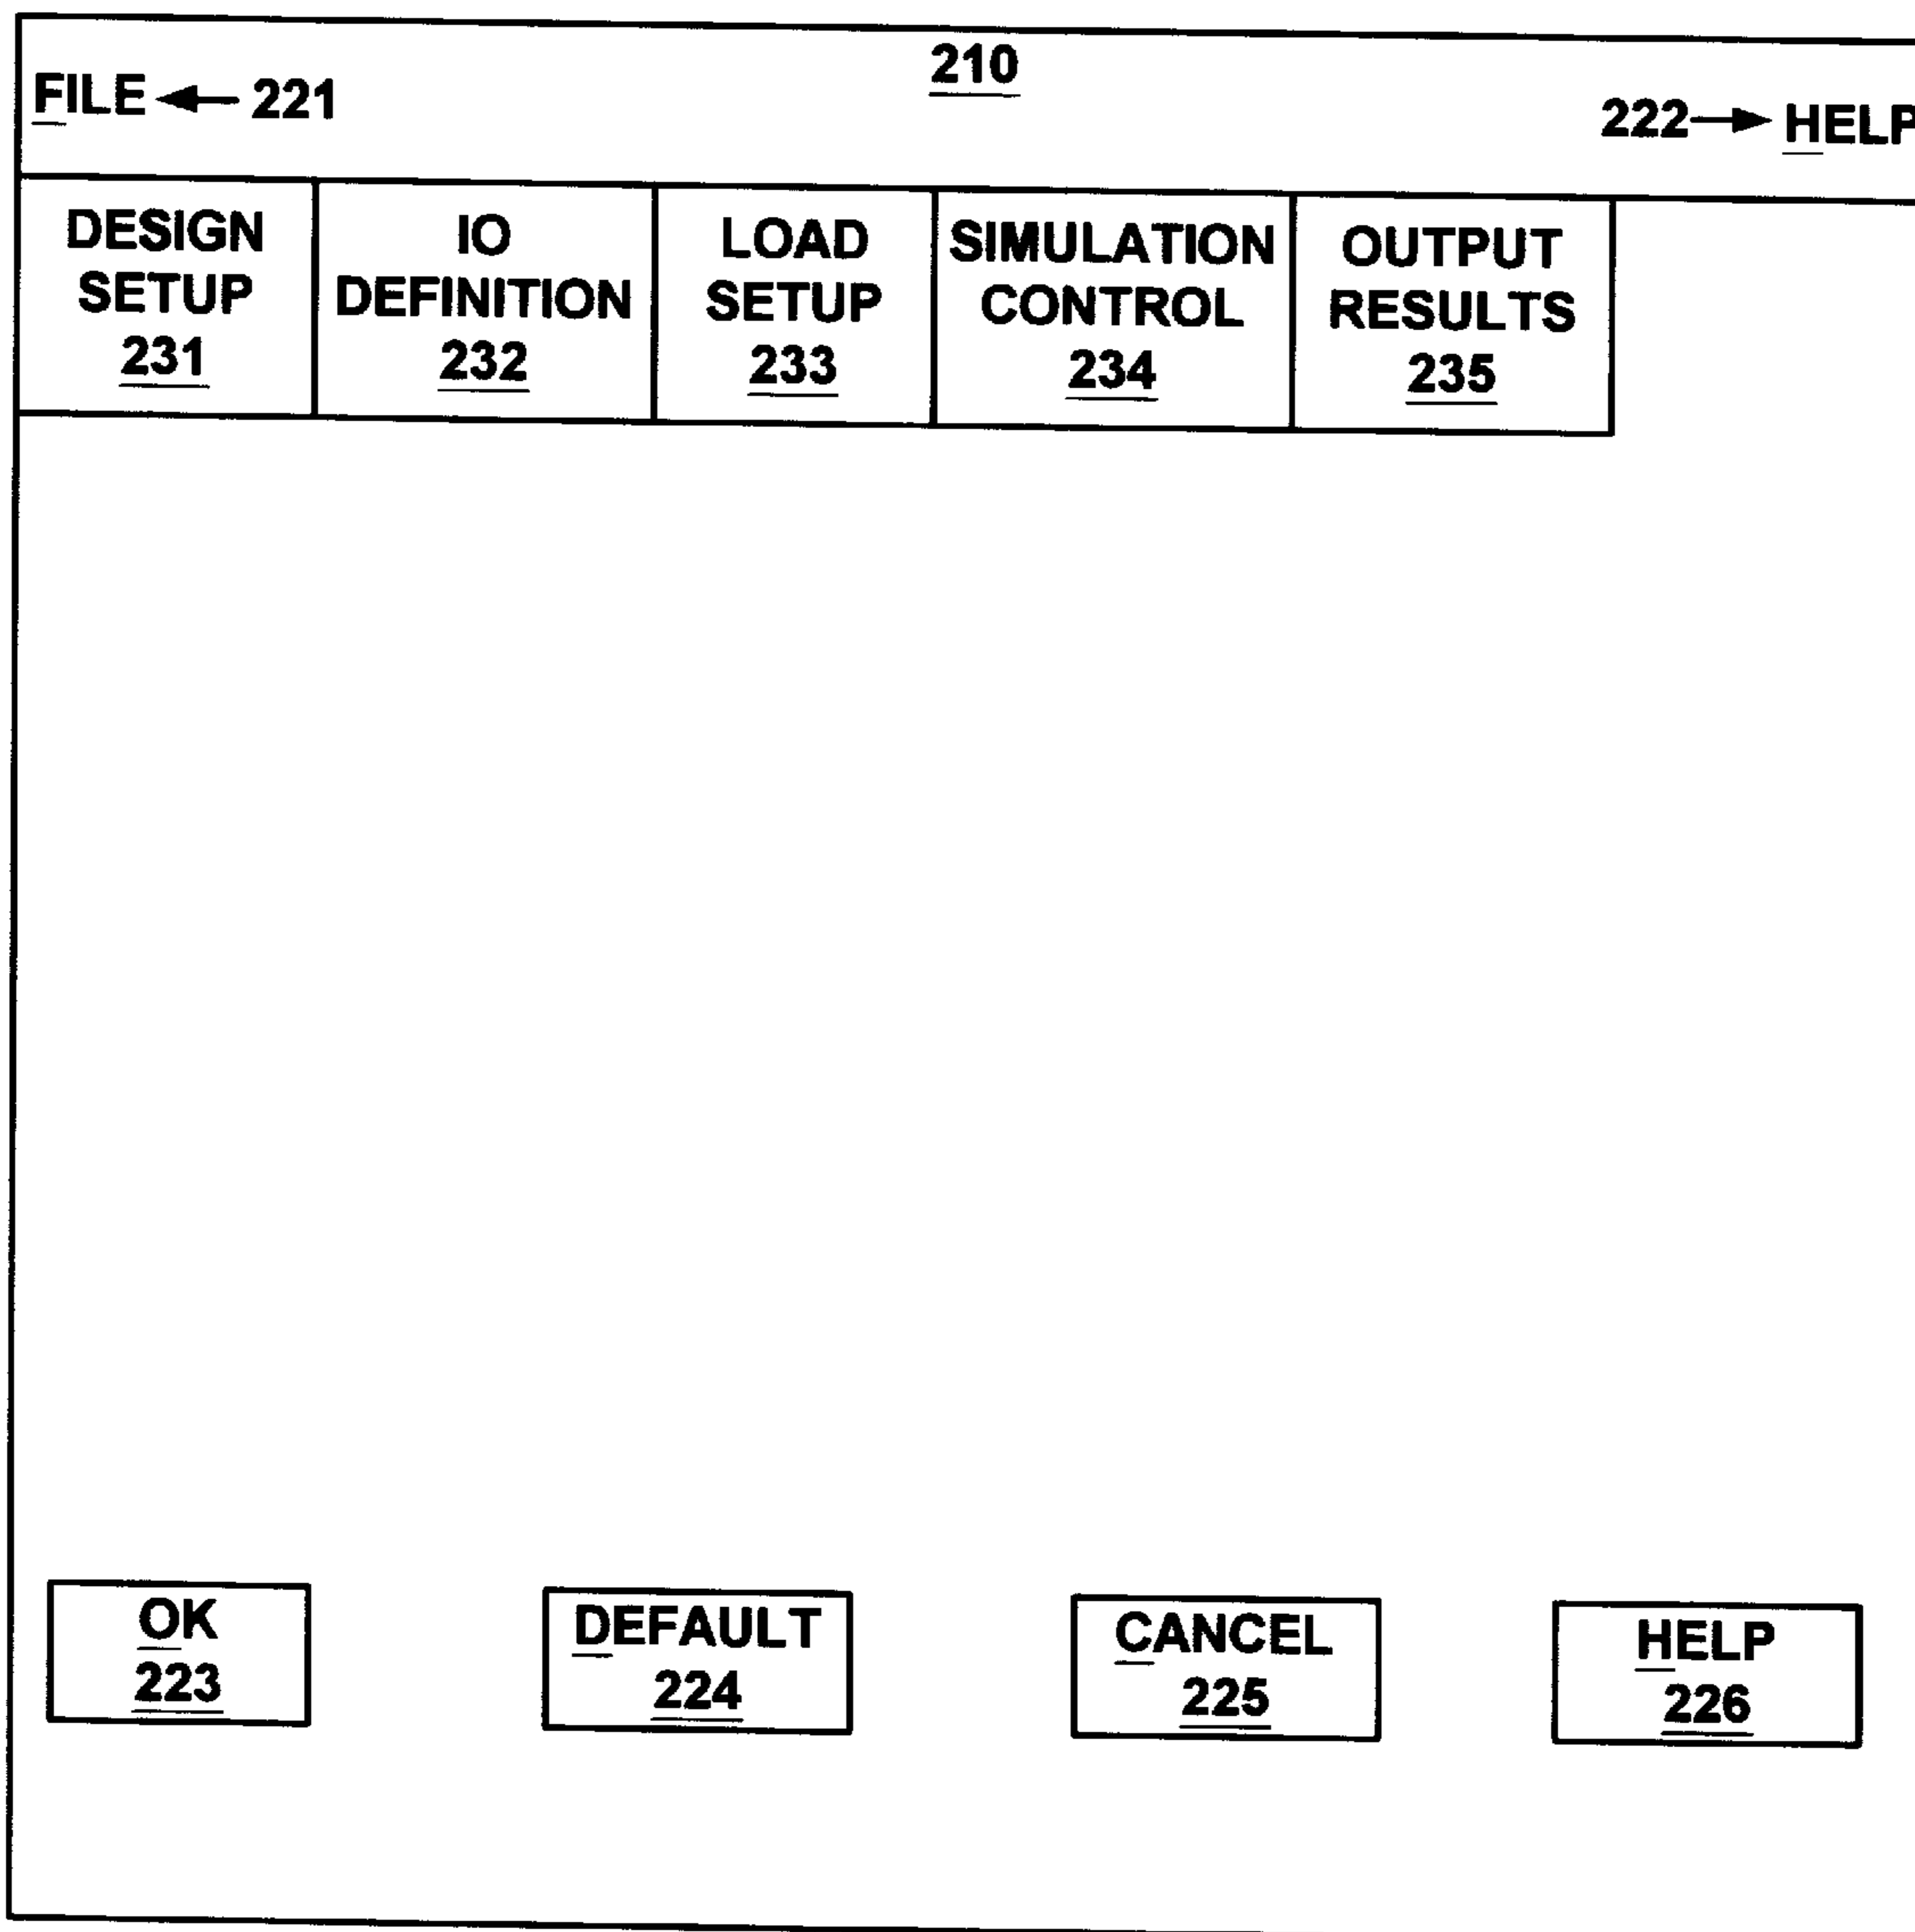 210
FILE 221
222 HELP
DESIGN
SETUP
231
IO
DEFINITION
232
LOAD
SETUP
233
SIMULATION
CONTROL
234
OUTPUT
RESULTS
235
OK
223
DEFAULT
224
CANCEL
225
HELP
226